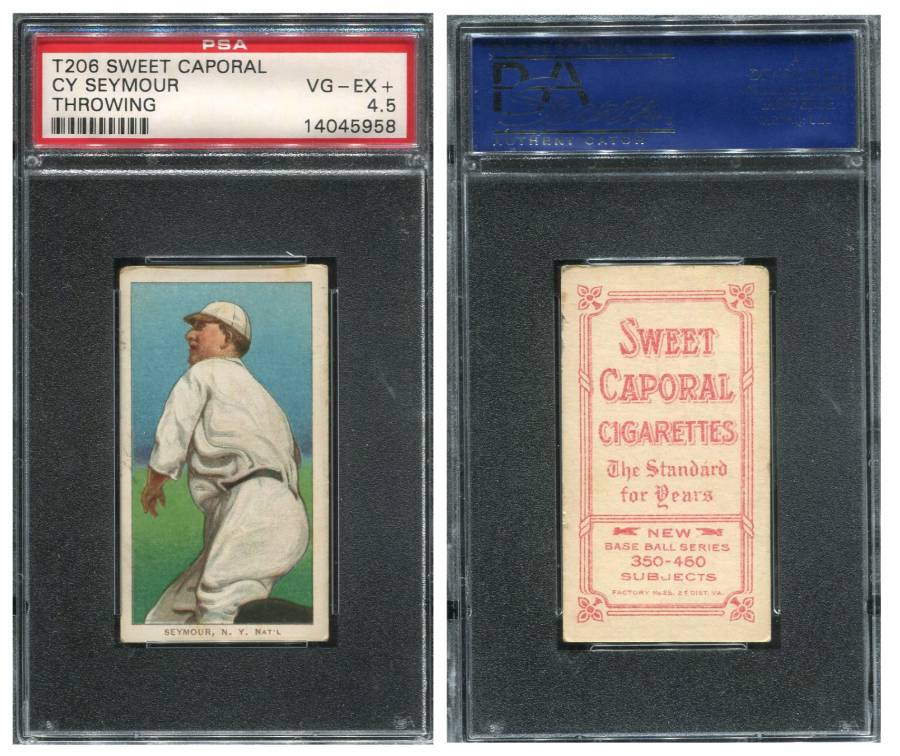 PSA
T206 SWEET CAPORAL
CY SEYMOUR VG-EX+
THROWING 4.5
14045958
SEYMOUR, N. Y. NAT'L
PSA
SWEET
CAPORAL
CIGARETTES
The Standard
for Years
NEW
BASE BALL SERIES
350-460
SUBJECTS
FACTORY No. 25, 2d DIST. VA.